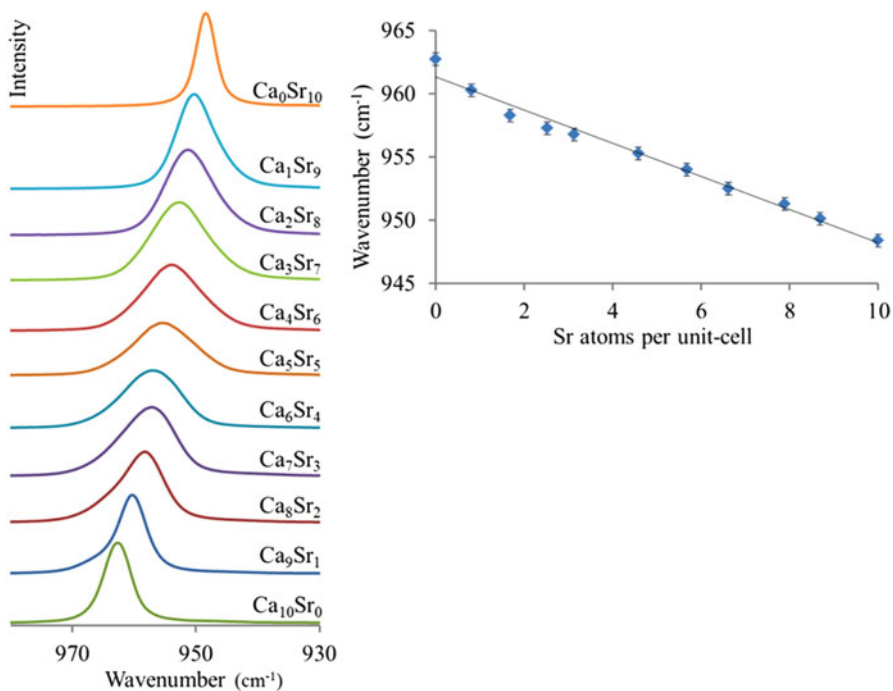 Intensity
Ca₀Sr₁₀
Ca₁Sr₉
Ca₂Sr₈
Ca₃Sr₇
Ca₄Sr₆
Ca₅Sr₅
Ca₆Sr₄
Ca₇Sr₃
Ca₈Sr₂
Ca₉Sr₁
Ca₁₀Sr₀
970 950 930
Wavenumber (cm⁻¹)
Wavenumber (cm⁻¹)
965
960
955
950
945
0 2 4 6 8 10
Sr atoms per unit-cell